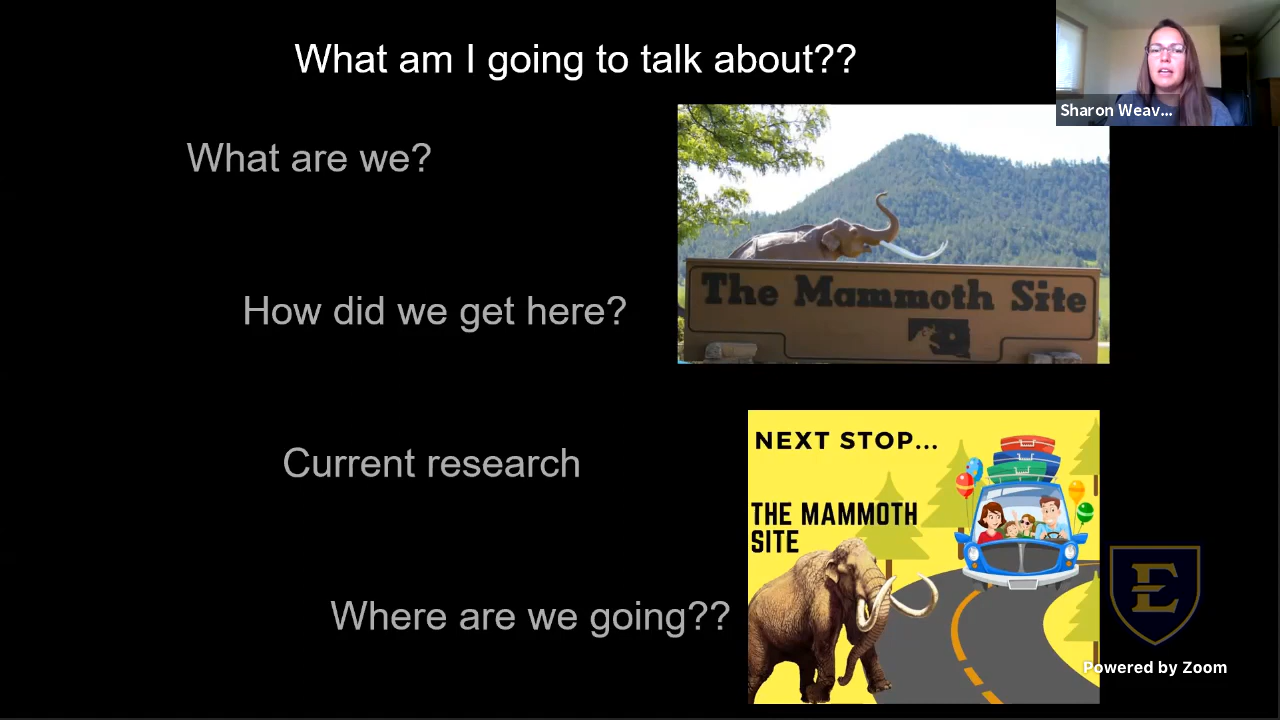 What am I going to talk about??
Sharon Weav...
What are we?
The Mammoth Site
How did we get here?
NEXT STOP...
THE MAMMOTH
SITE
Current research
Where are we going??
E
Powered by Zoom